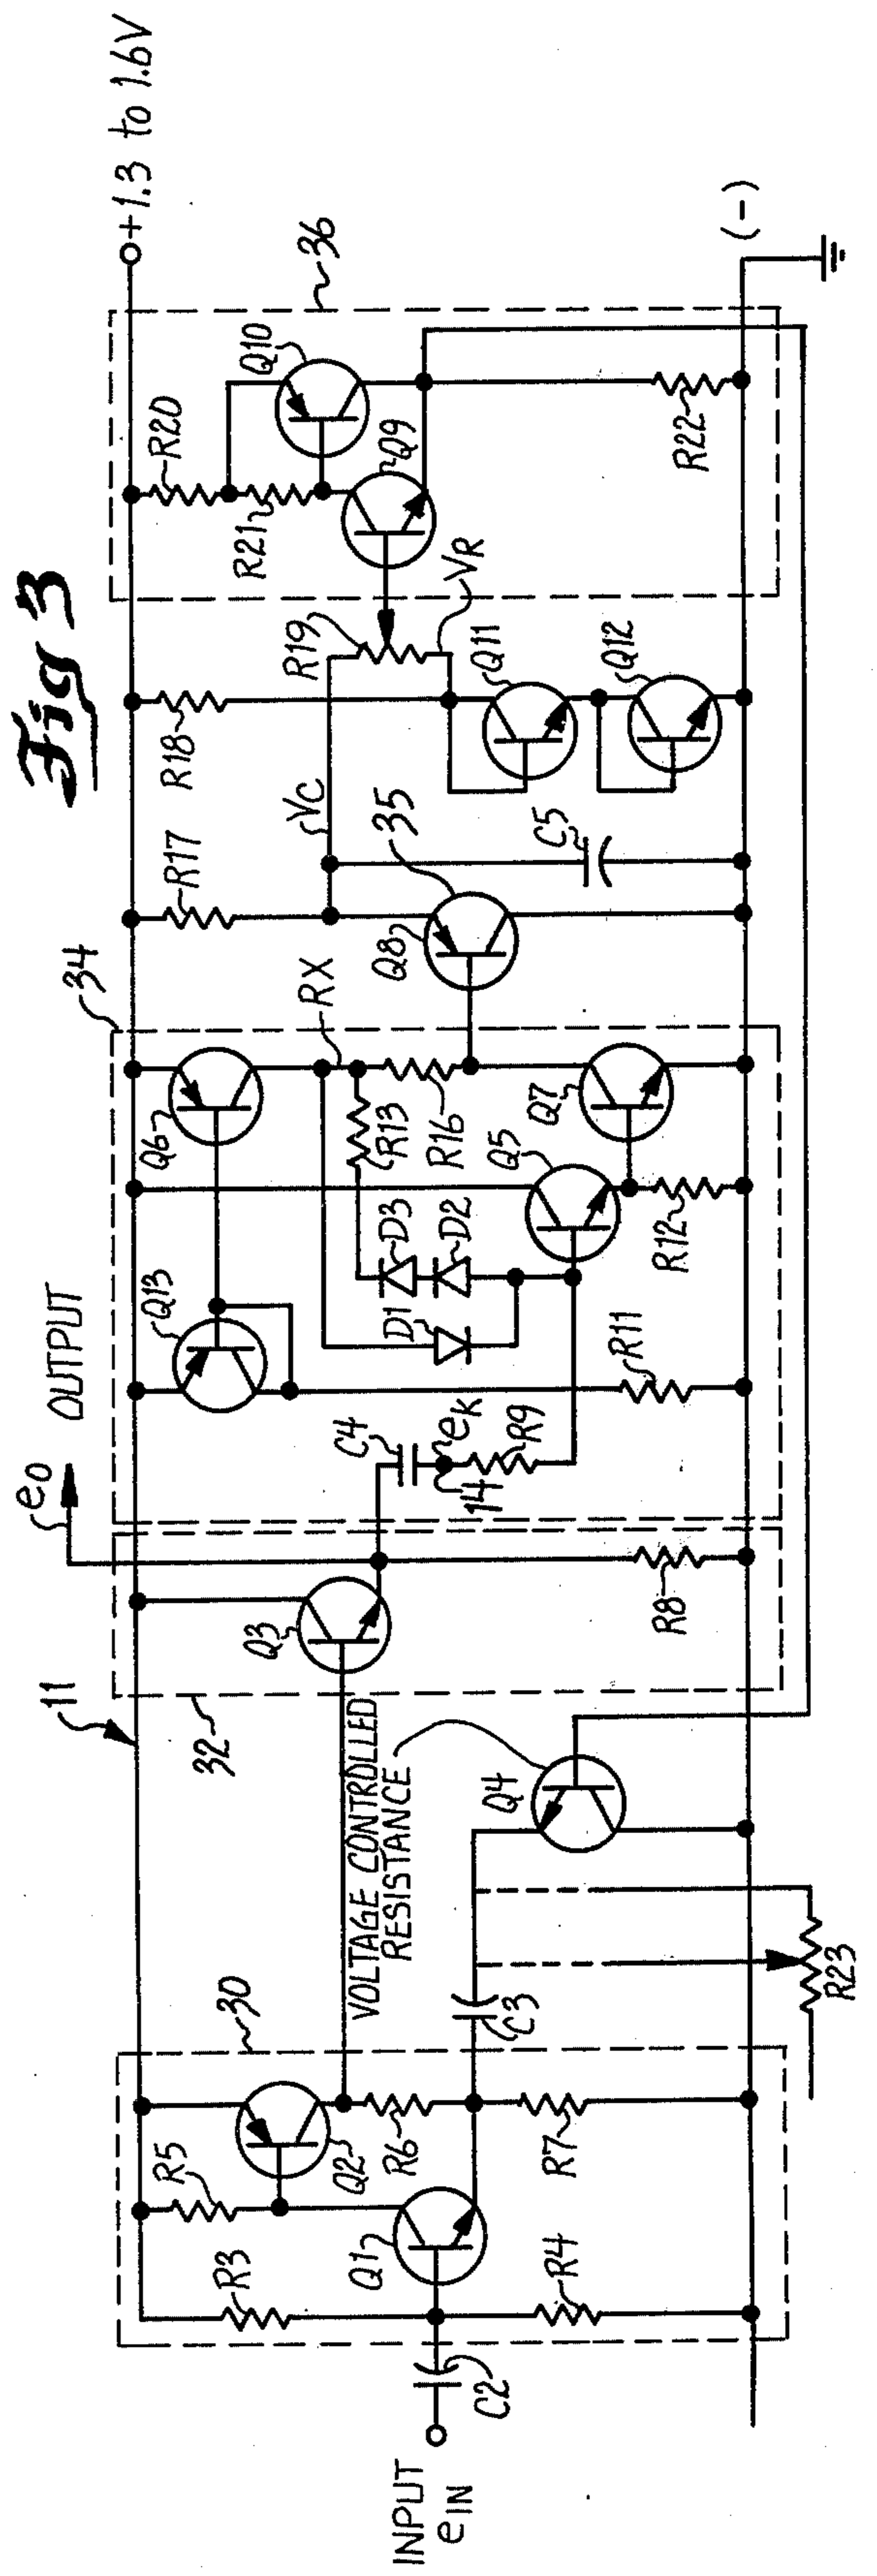 Fig 3
+1.3 to 1.6V
(-)
11
30
32
34
35
36
INPUT
eIN
C2
R3
R4
Q1
R5
Q2
R6
R7
C3
R23
VOLTAGE CONTROLLED
RESISTANCE
Q4
Q3
R8
eO
OUTPUT
C4
eK
14
R9
Q13
R11
D1
D3
D2
R13
Q6
RX
R16
Q5
R12
Q7
Q8
R17
VC
C5
R18
R19
VR
Q11
Q12
R20
R21
Q10
Q9
R22